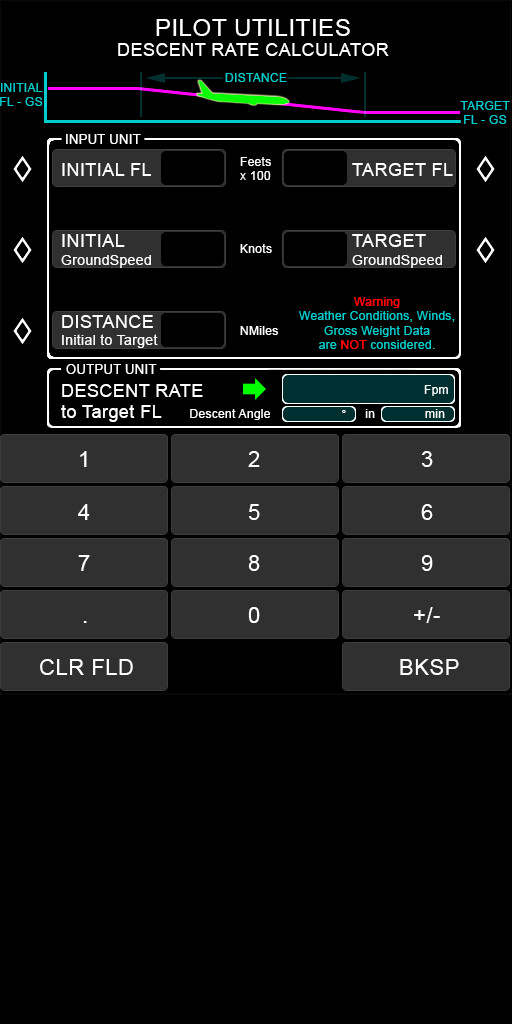 PILOT UTILITIES
DESCENT RATE CALCULATOR
DISTANCE
INITIAL
FL - GS
TARGET
FL - GS
INPUT UNIT
INITIAL FL
Feets
x 100
TARGET FL
INITIAL
GroundSpeed
Knots
TARGET
GroundSpeed
DISTANCE
Initial to Target
NMiles
Warning
Weather Conditions, Winds,
Gross Weight Data
are NOT considered.
OUTPUT UNIT
DESCENT RATE
to Target FL
Fpm
Descent Angle
° in min
1 2 3
4 5 6
7 8 9
. 0 +/-
CLR FLD BKSP